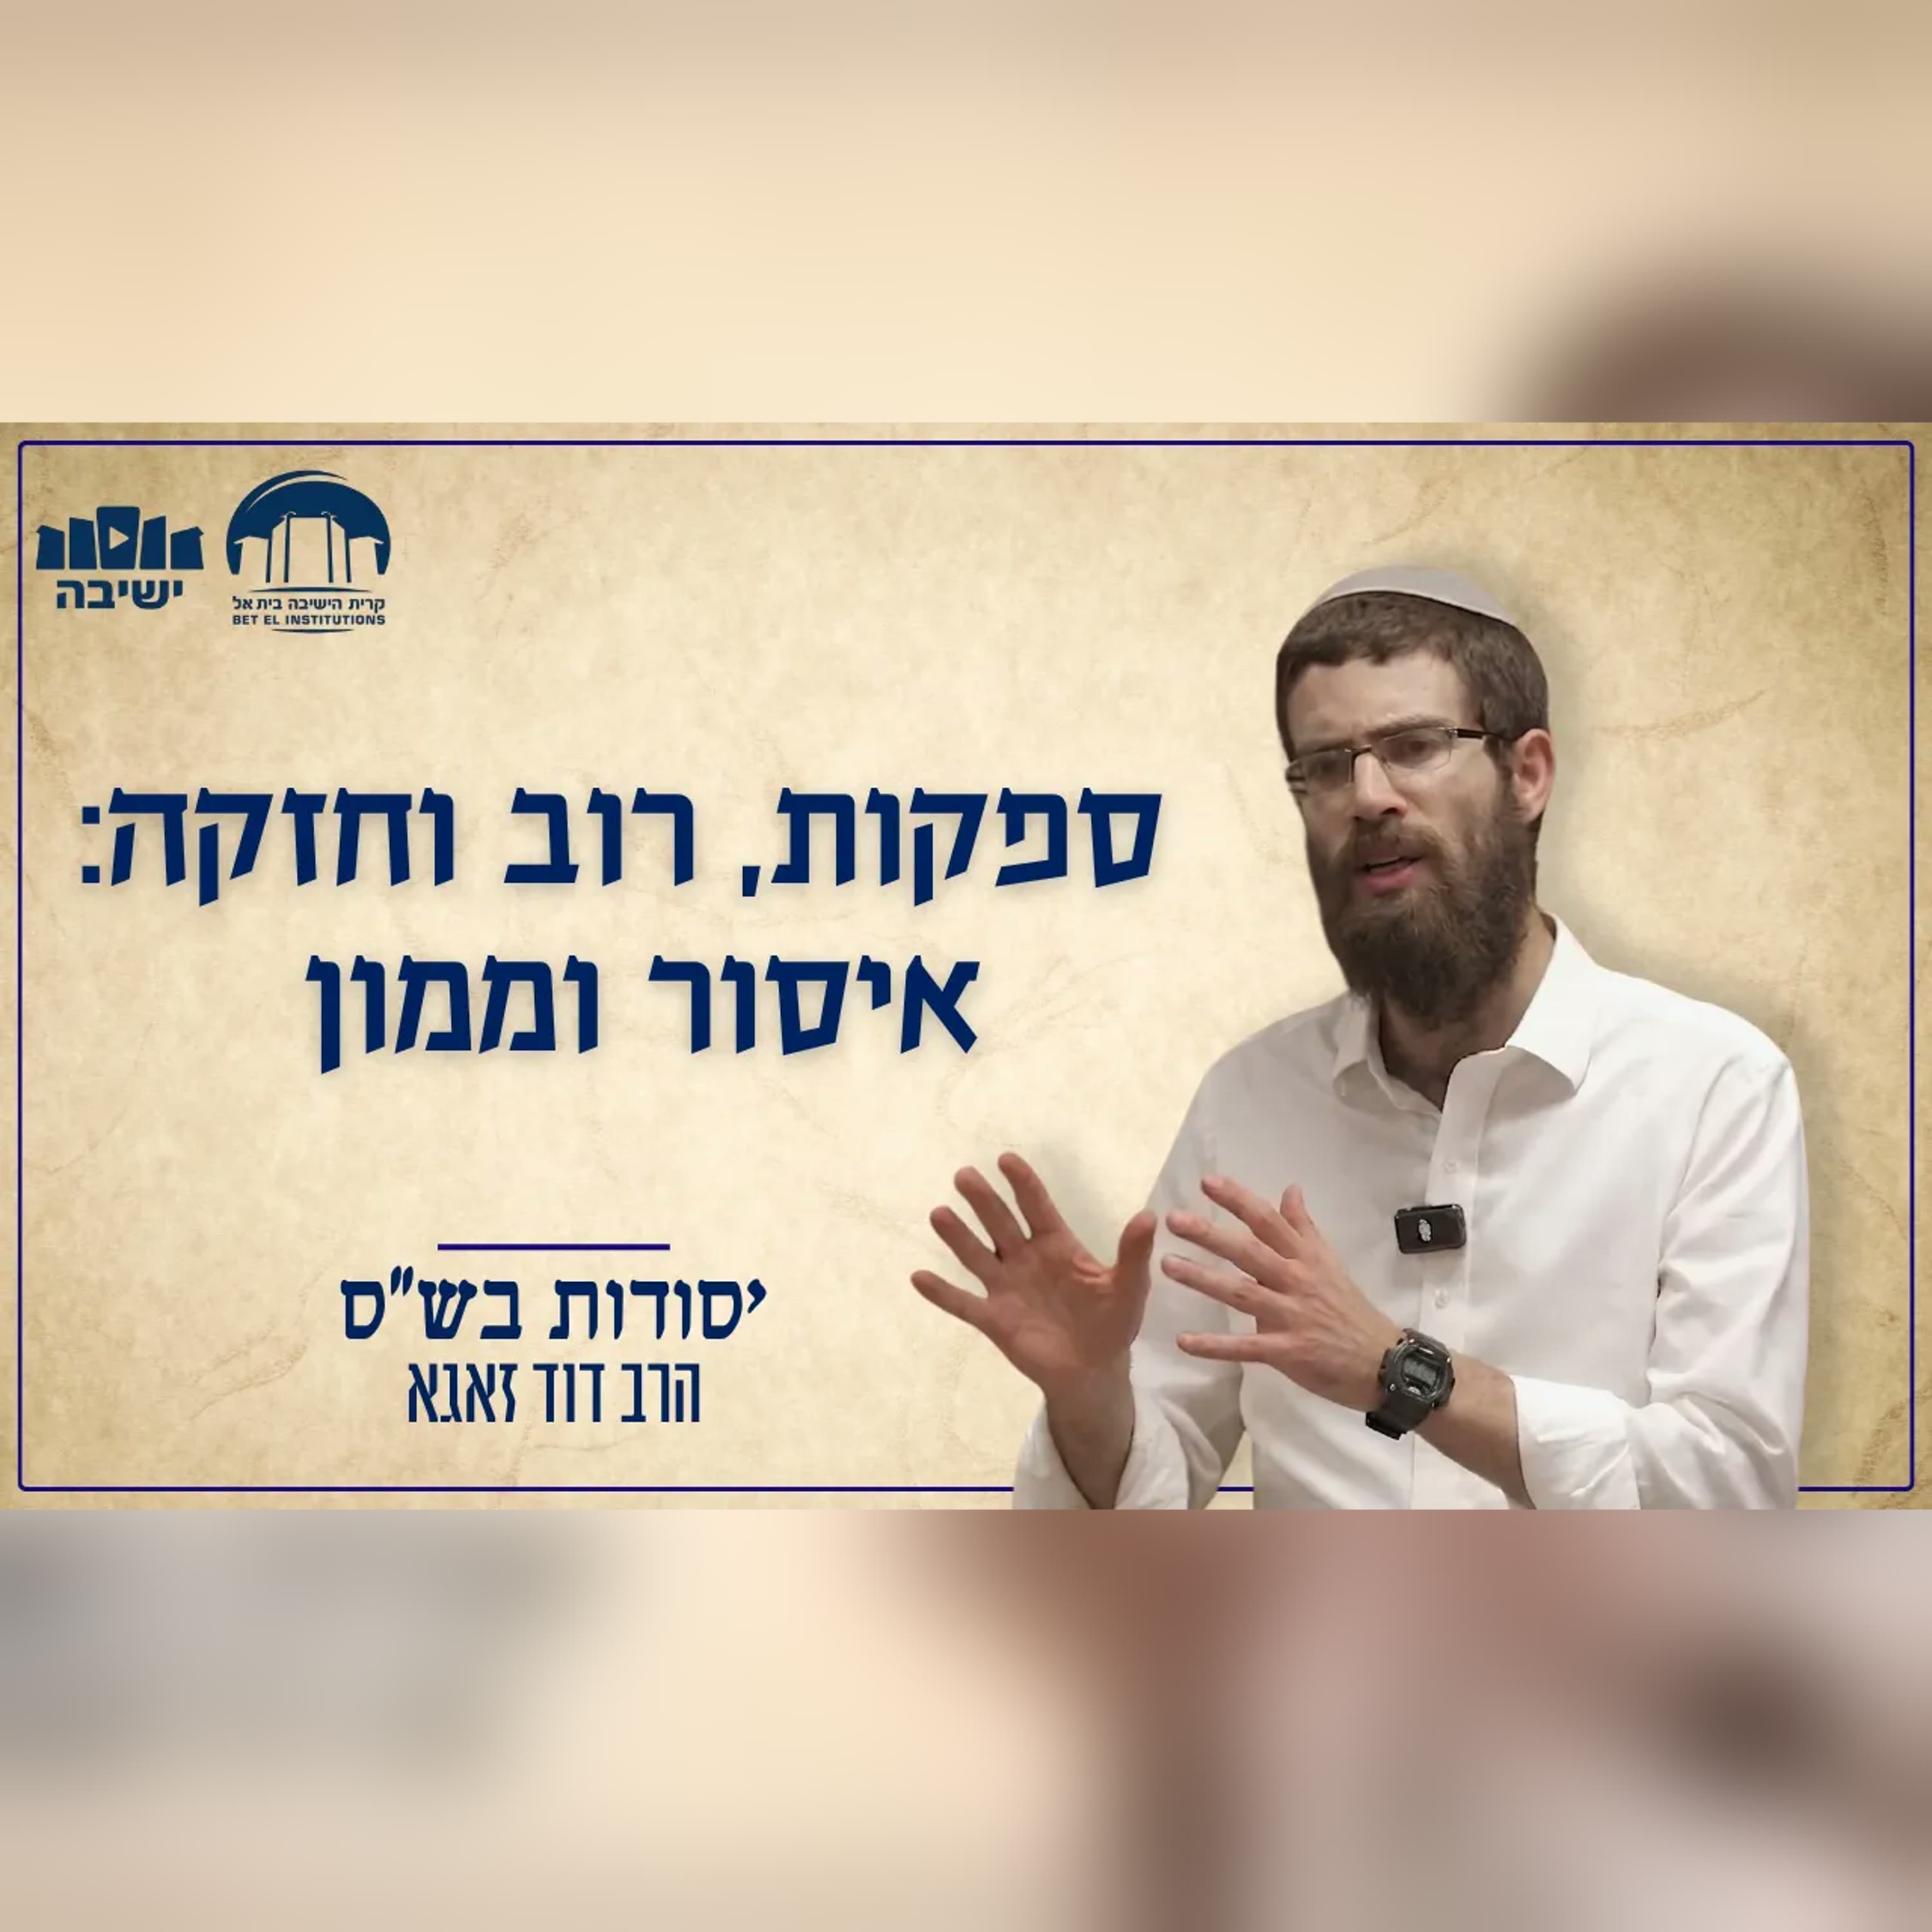 ישיבה
קרית הישיבה בית אל
BET EL INSTITUTIONS
ספקות, רוב וחזקה:
איסור וממון
יסודות בש"ס
הרב דוד זאגא